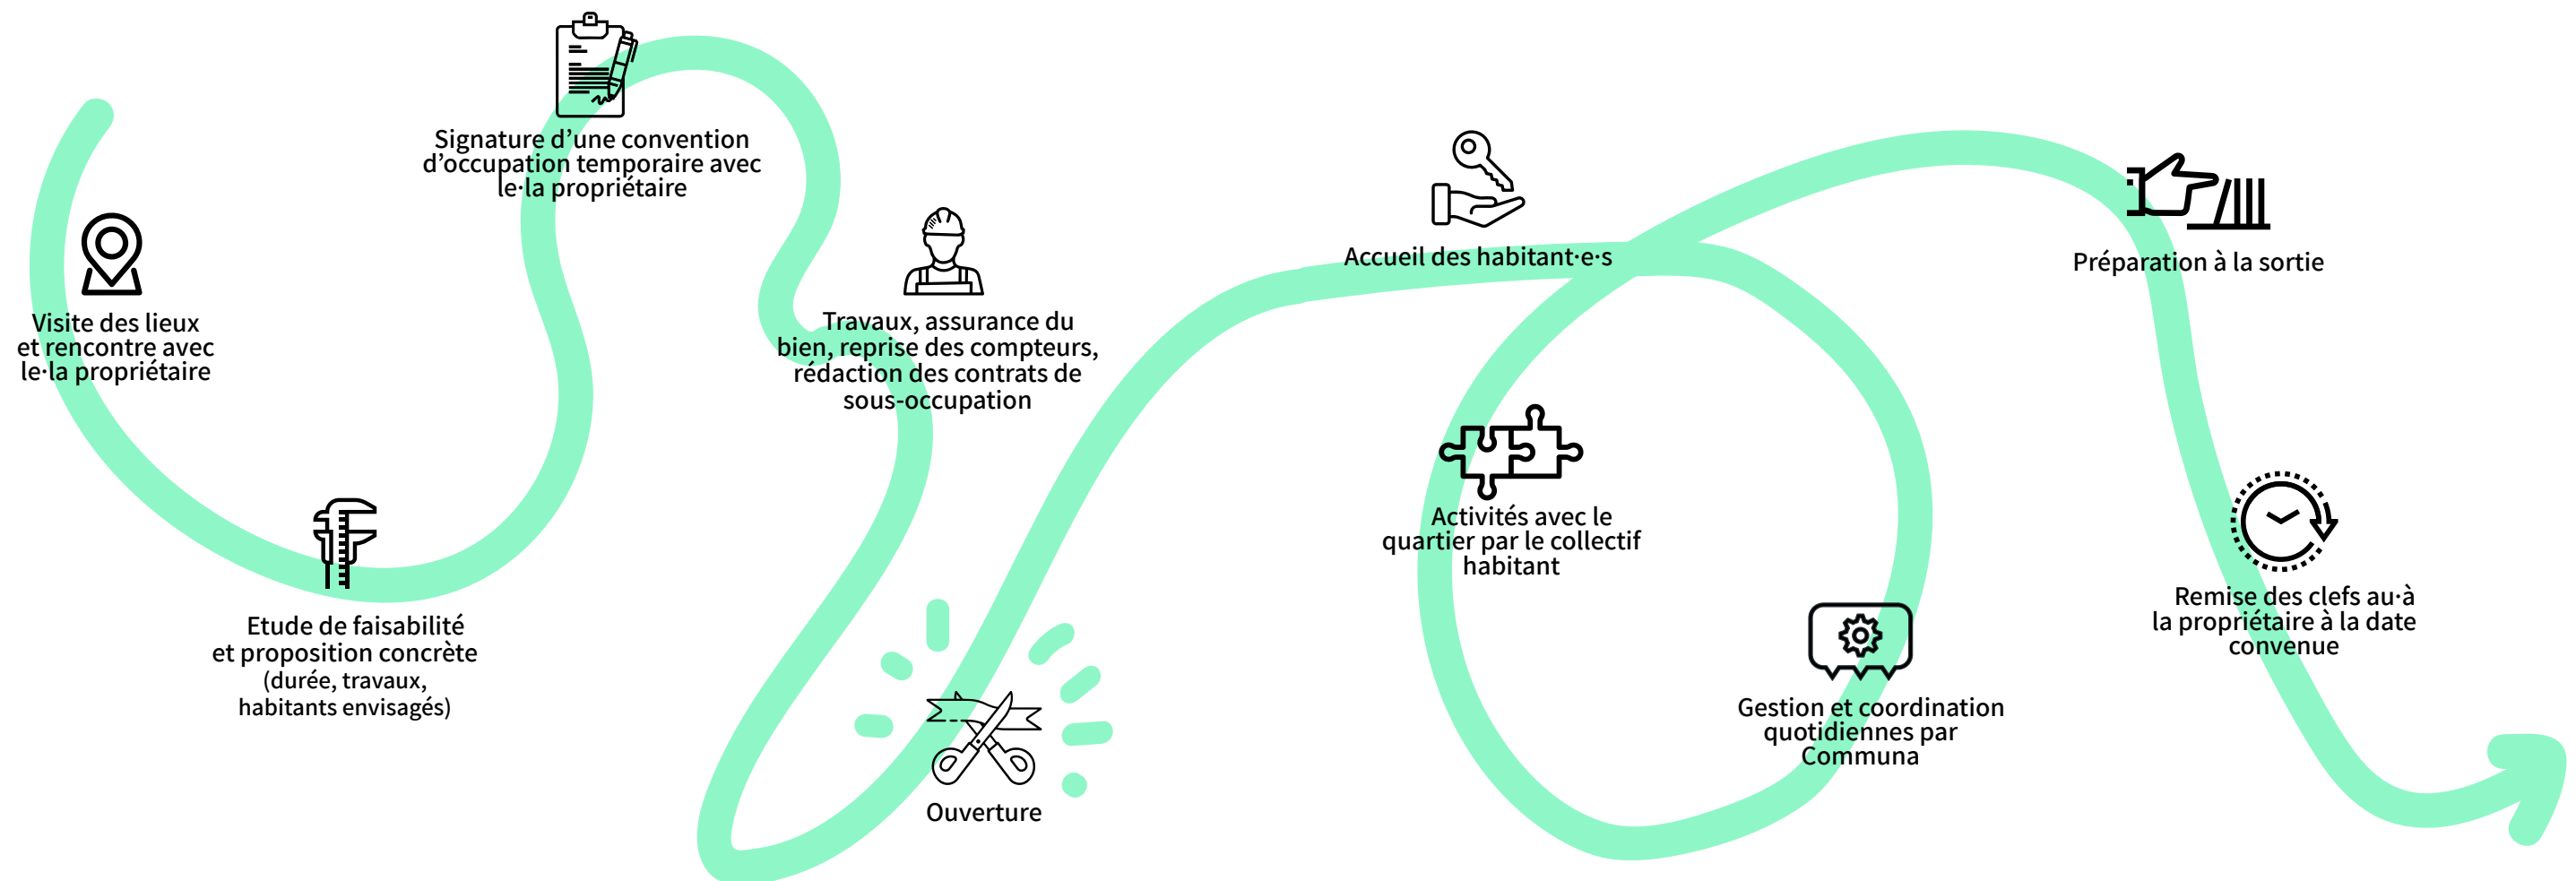 Visite des lieux
et rencontre avec
le·la propriétaire
Etude de faisabilité
et proposition concrète
(durée, travaux,
habitants envisagés)
Signature d’une convention
d’occupation temporaire avec
le·la propriétaire
Travaux, assurance du
bien, reprise des compteurs,
rédaction des contrats de
sous-occupation
Ouverture
Accueil des habitant·e·s
Gestion et coordination
quotidiennes par
Communa
Activités avec le
quartier par le collectif
habitant
Préparation à la sortie
Remise des clefs au·à
la propriétaire à la date
convenue